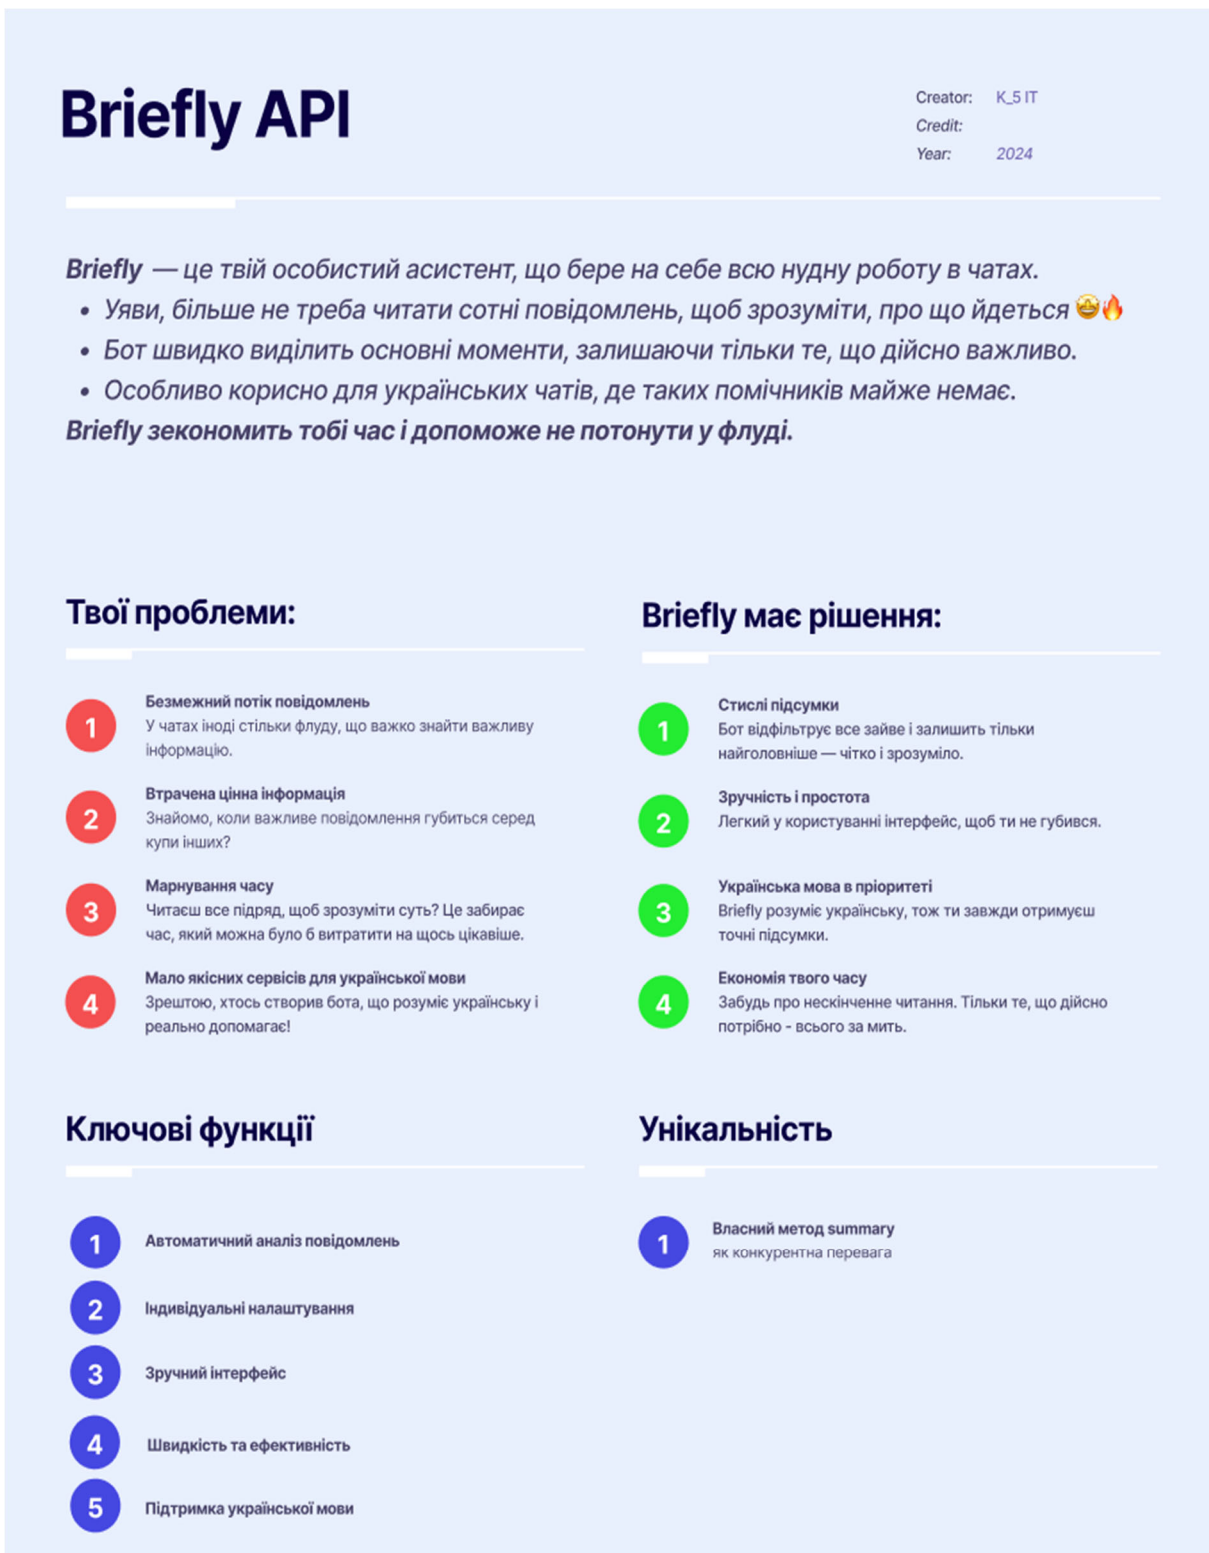 Briefly API
Creator: K_5 IT
Credit:
Year: 2024
Briefly — це твій особистий асистент, що бере на себе всю нудну роботу в чатах.
• Уяви, більше не треба читати сотні повідомлень, щоб зрозуміти, про що йдеться 🤩🔥
• Бот швидко виділить основні моменти, залишаючи тільки те, що дійсно важливо.
• Особливо корисно для українських чатів, де таких помічників майже немає.
Briefly зекономить тобі час і допоможе не потонути у флуді.
Твої проблеми:
1
Безмежний потік повідомлень
У чатах іноді стільки флуду, що важко знайти важливу
інформацію.
2
Втрачена цінна інформація
Знайомо, коли важливе повідомлення губиться серед
купи інших?
3
Марнування часу
Читаєш все підряд, щоб зрозуміти суть? Це забирає
час, який можна було б витратити на щось цікавіше.
4
Мало якісних сервісів для української мови
Зрештою, хтось створив бота, що розуміє українську і
реально допомагає!
Briefly має рішення:
1
Стислі підсумки
Бот відфільтрує все зайве і залишить тільки
найголовніше — чітко і зрозуміло.
2
Зручність і простота
Легкий у користуванні інтерфейс, щоб ти не губився.
3
Українська мова в пріоритеті
Briefly розуміє українську, тож ти завжди отримуєш
точні підсумки.
4
Економія твого часу
Забудь про нескінченне читання. Тільки те, що дійсно
потрібно - всього за мить.
Ключові функції
1 Автоматичний аналіз повідомлень
2 Індивідуальні налаштування
3 Зручний інтерфейс
4 Швидкість та ефективність
5 Підтримка української мови
Унікальність
1
Власний метод summary
як конкурентна перевага